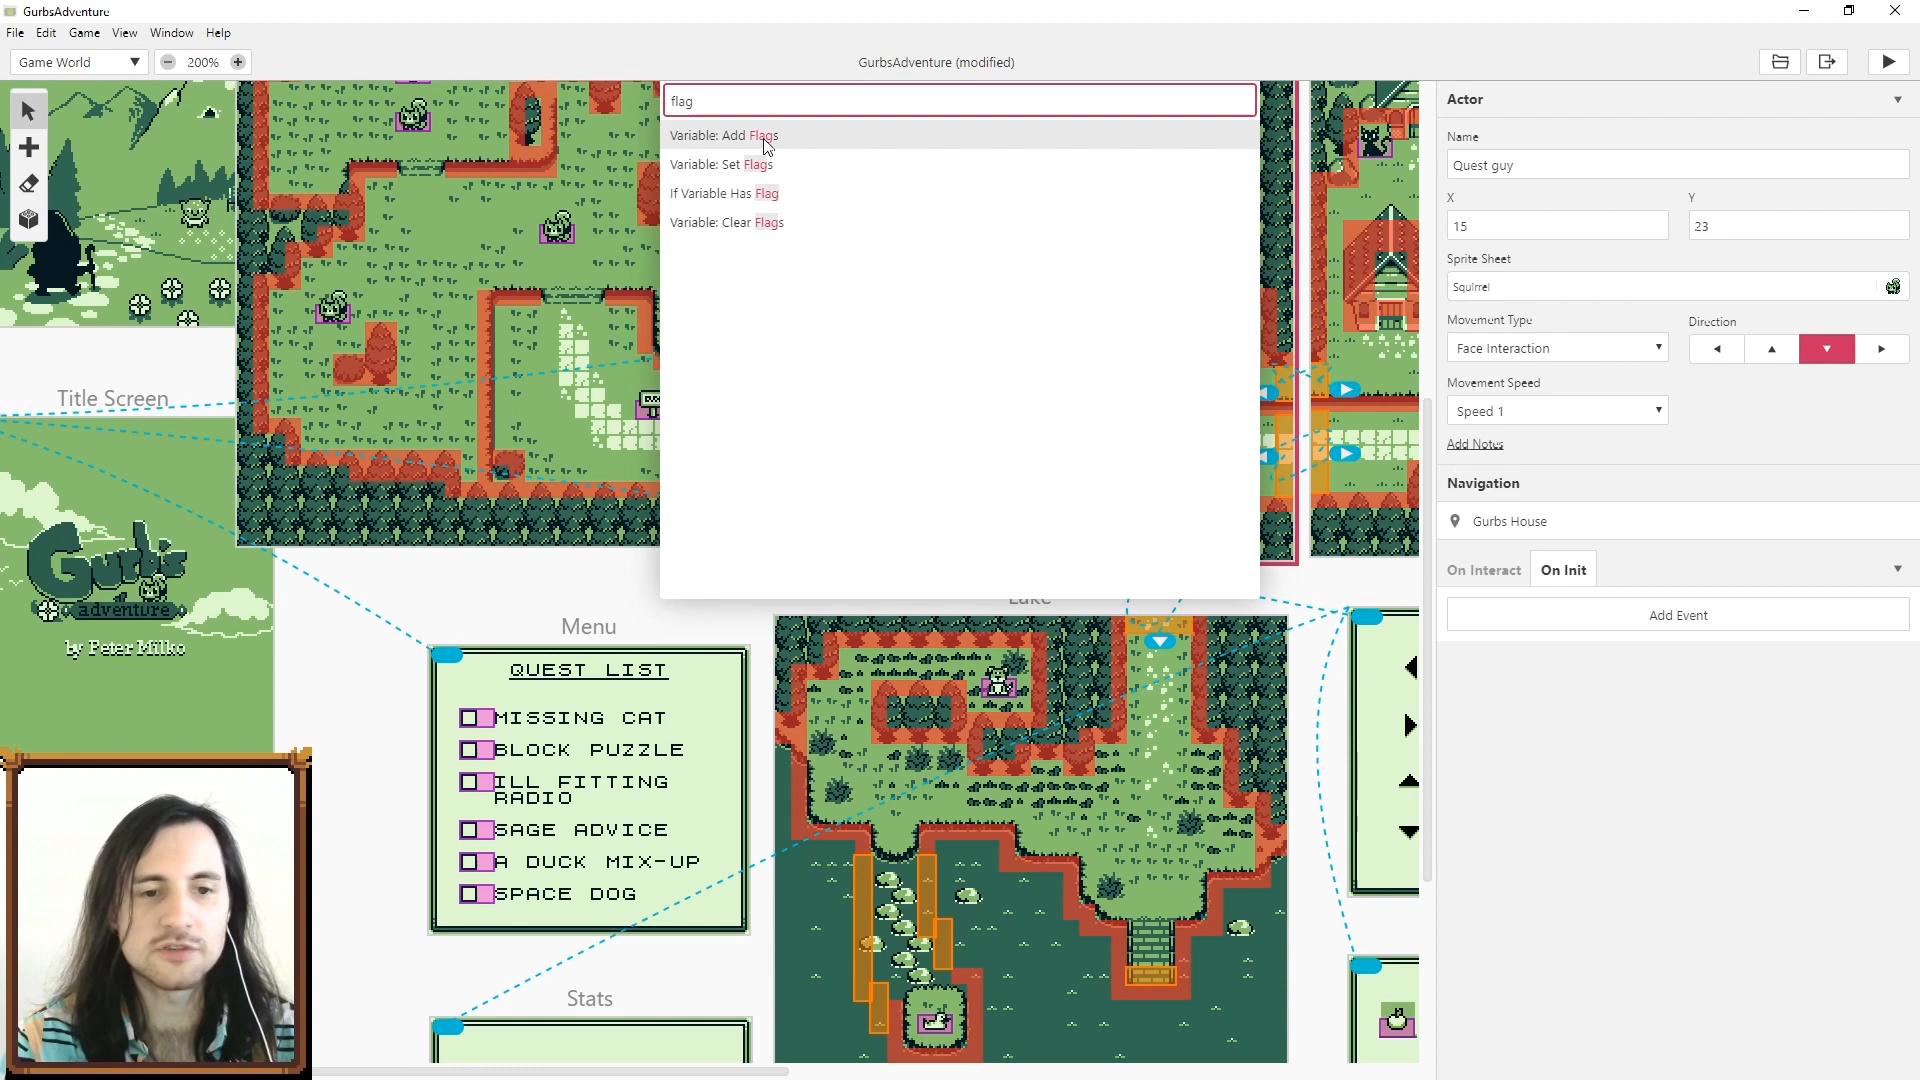 GurbsAdventure
File Edit Game View Window Help
Game World
200%
GurbsAdventure (modified)
flag
Variable: Add Flags
Variable: Set Flags
If Variable Has Flag
Variable: Clear Flags
Title Screen
Gurb's
adventure
by Peter Milko
Menu
QUEST LIST
MISSING CAT
BLOCK PUZZLE
ILL FITTING
RADIO
SAGE ADVICE
A DUCK MIX-UP
SPACE DOG
Stats
Lake
Actor
Name
Quest guy
X Y
15 23
Sprite Sheet
Squirrel
Movement Type Direction
Face Interaction
Movement Speed
Speed 1
Add Notes
Navigation
Gurbs House
On Interact On Init
Add Event